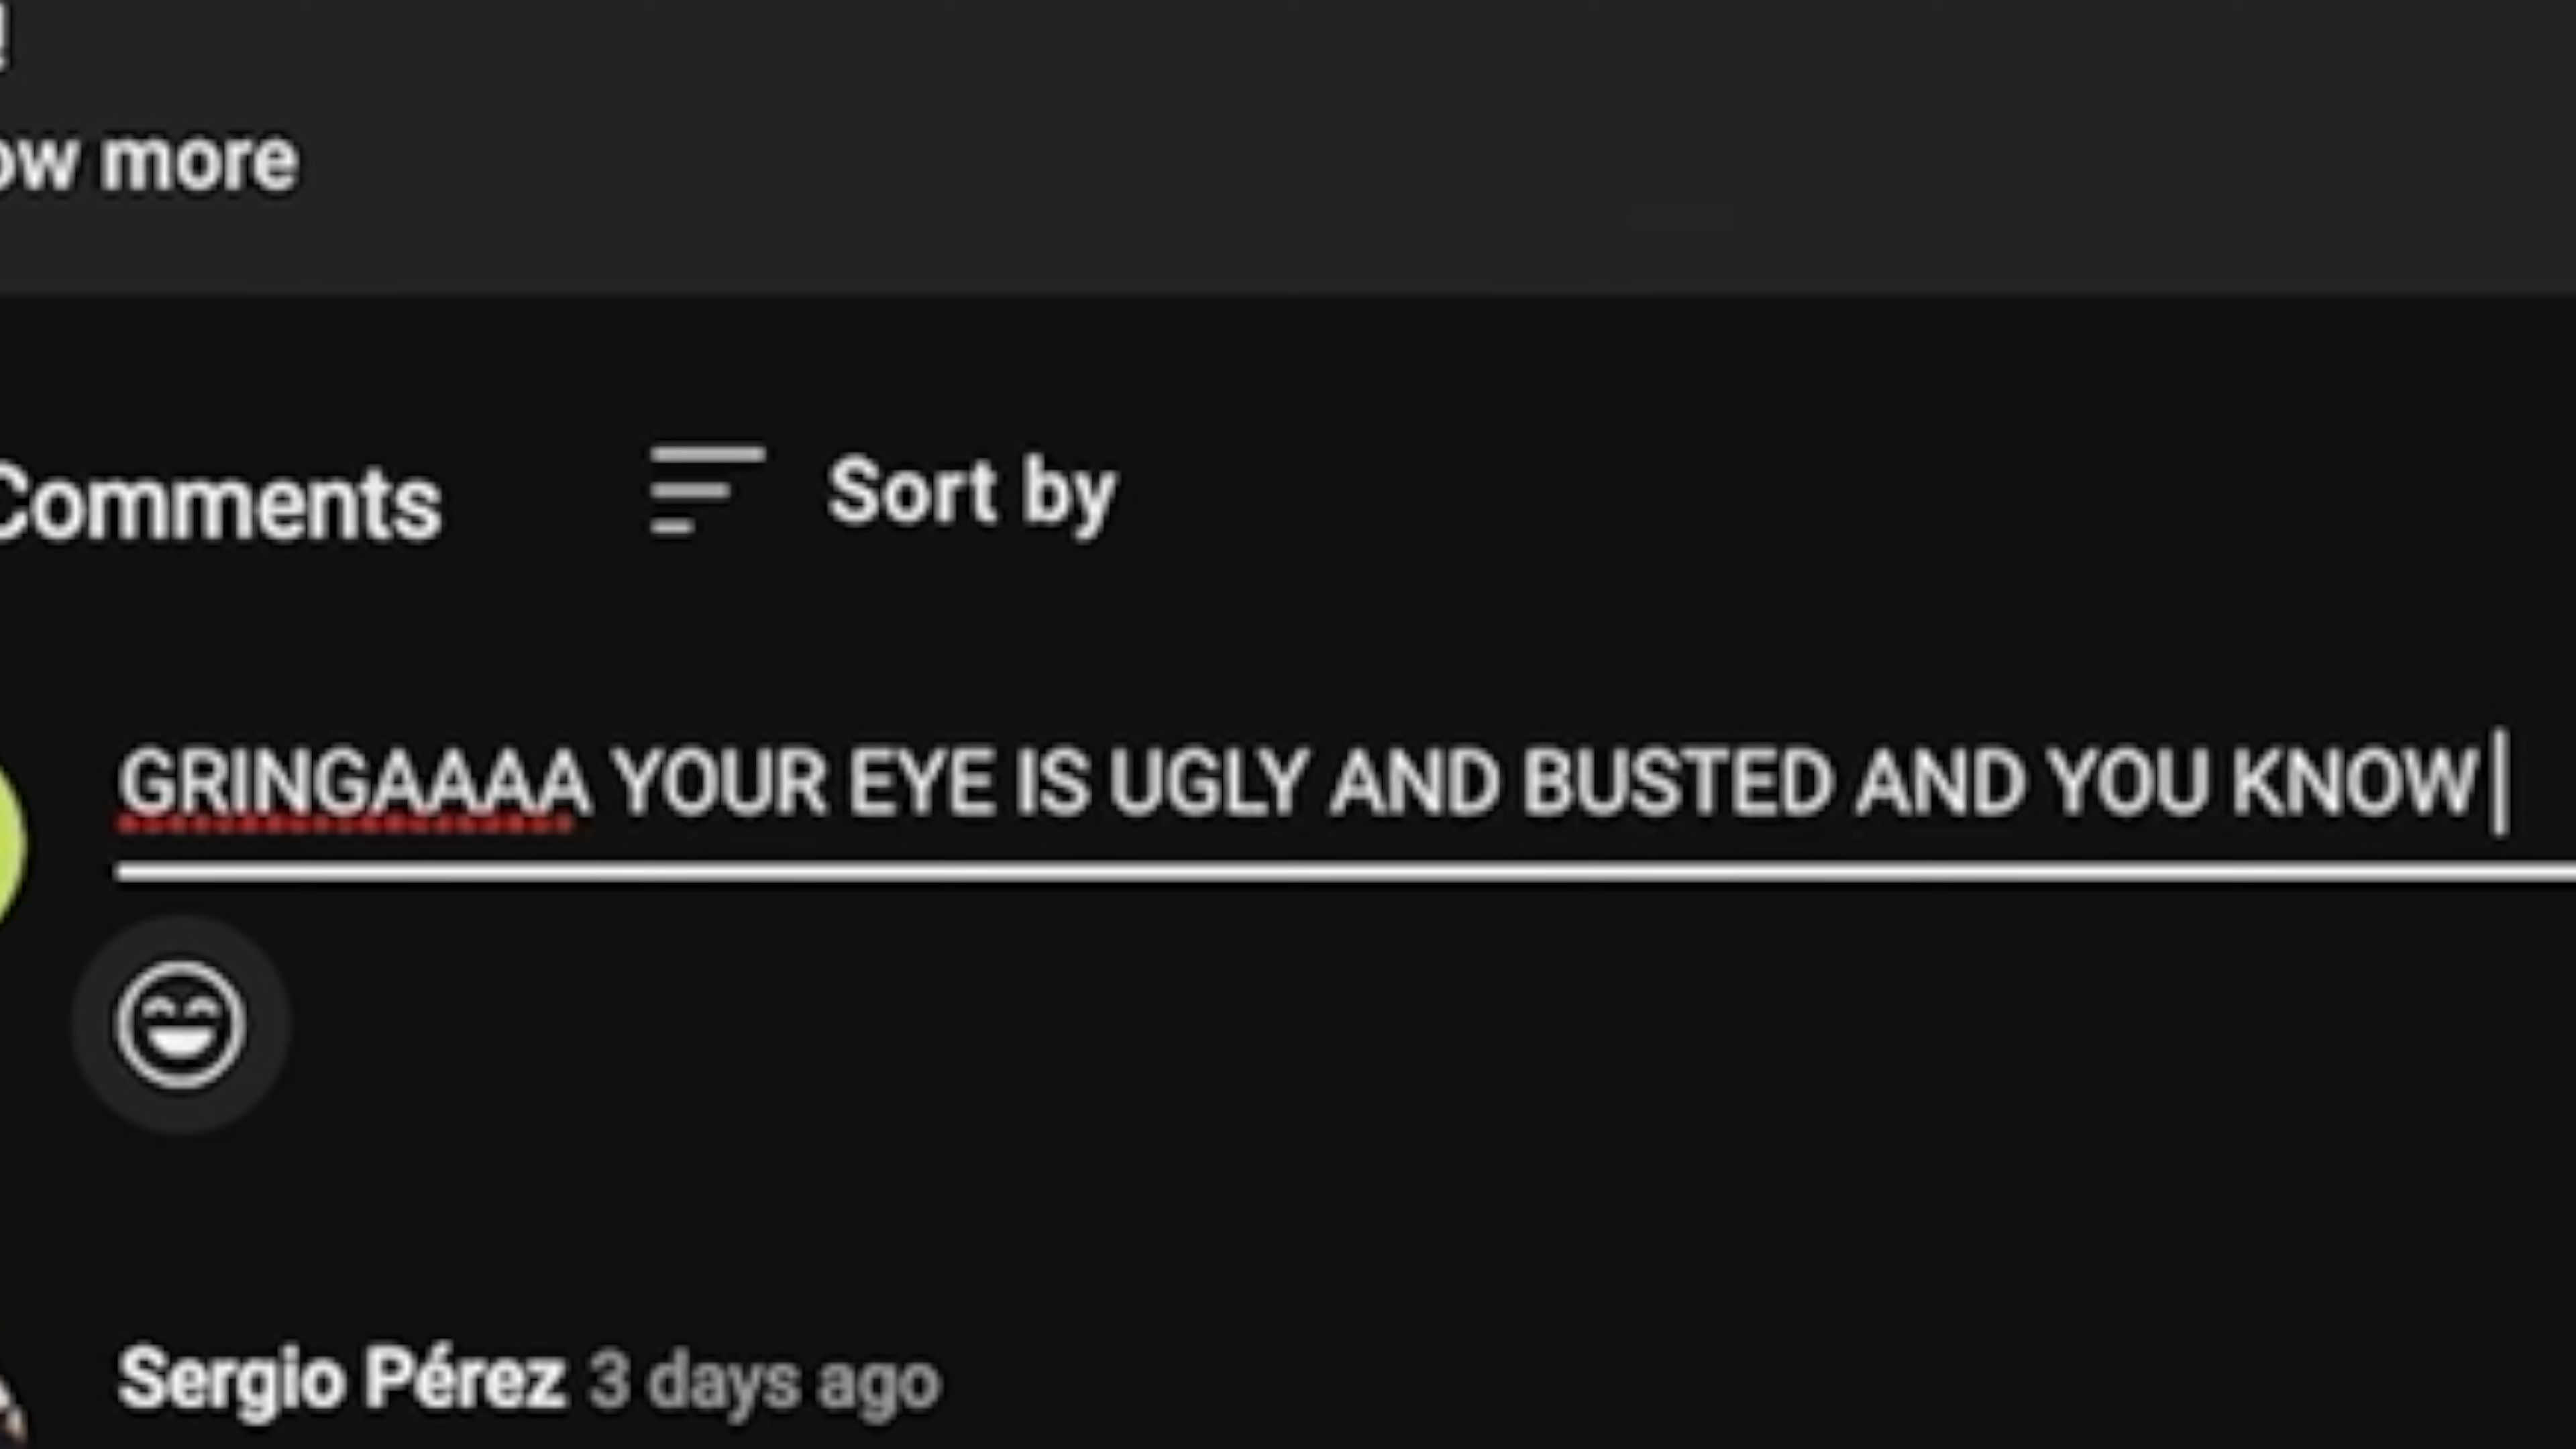 ow more
Comments
Sort by
GRINGAAAA YOUR EYE IS UGLY AND BUSTED AND YOU KNOW
Sergio Pérez 3 days ago